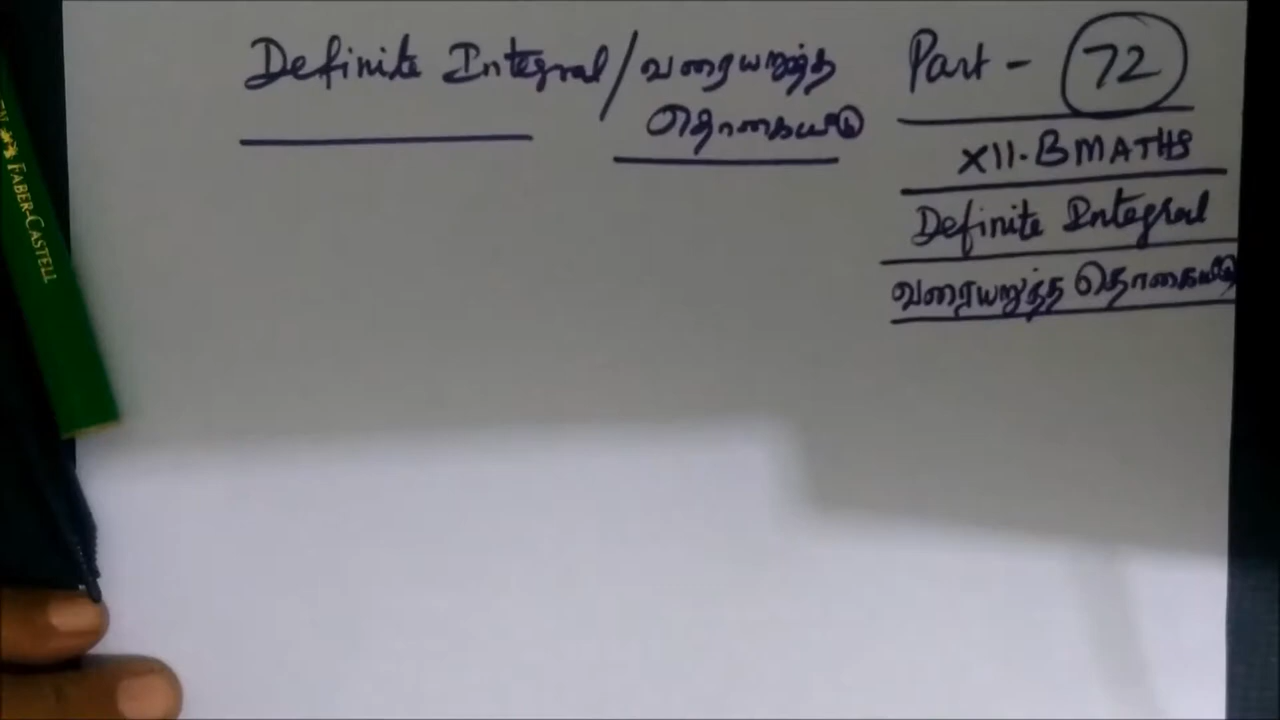 Definite Integral / வரையறுத்த
தொகையீடு
Part - 72
XII. B MATHS
Definite Integral
வரையறுத்த தொகையீடு
FABER-CASTELL